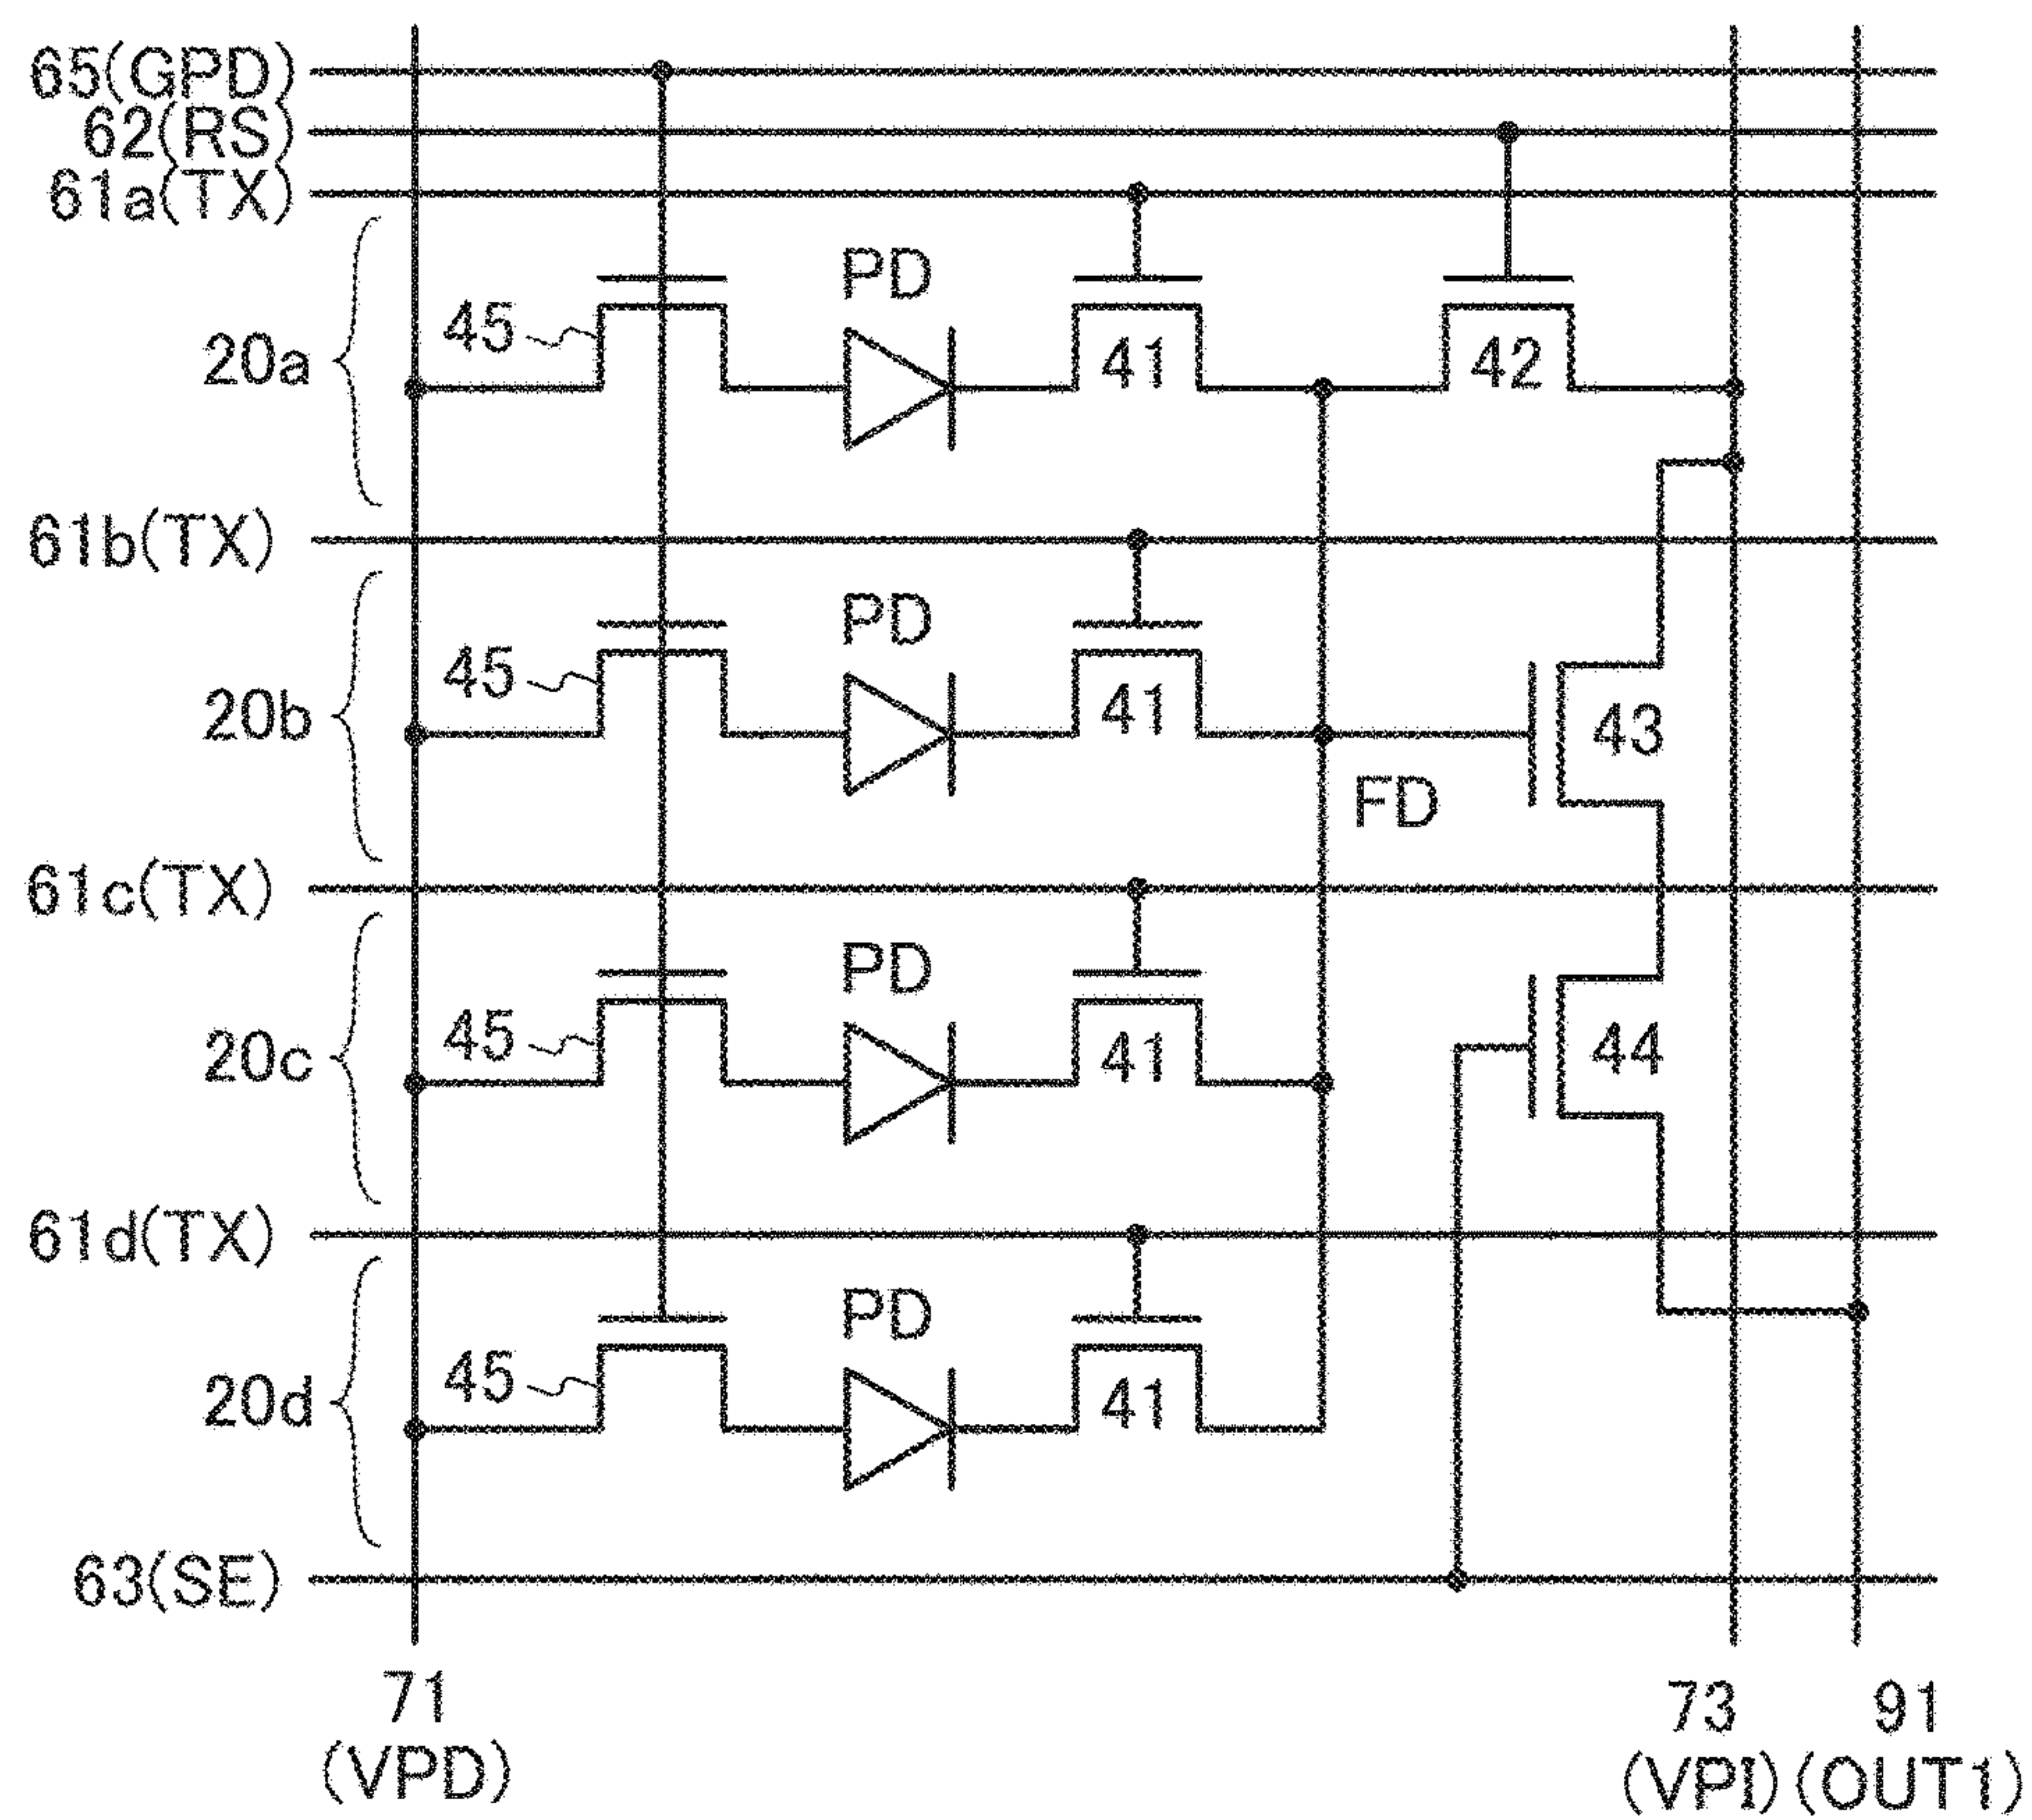 65(GPD)
62(RS)
61a(TX)
20a
45
PD
41
42
61b(TX)
20b
45
PD
41
43
FD
61c(TX)
20c
45
PD
41
44
61d(TX)
20d
45
PD
41
63(SE)
71
(VPD)
73
(VPI)
91
(OUT1)